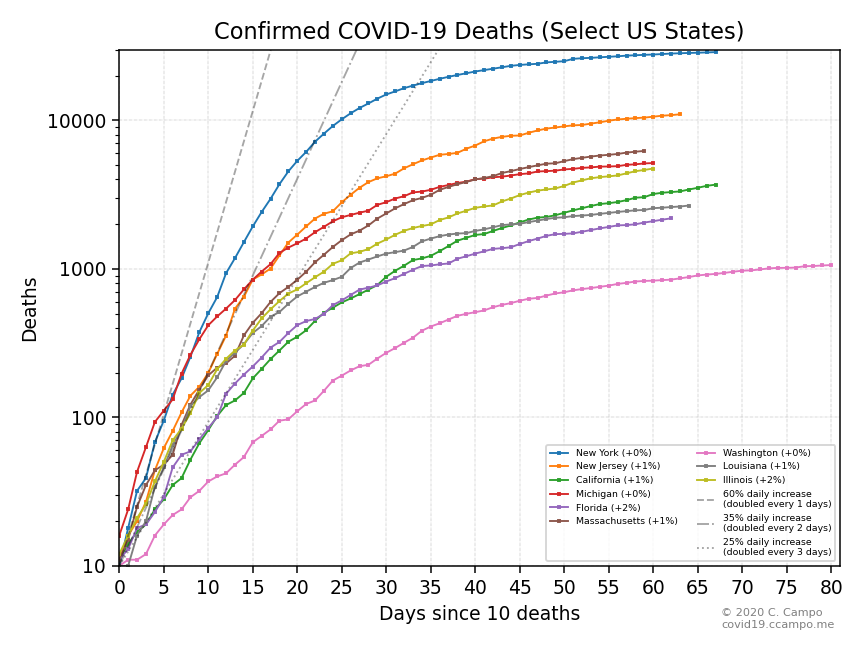 Confirmed COVID-19 Deaths (Select US States)
Deaths
10000
1000
100
10
0 5 10 15 20 25 30 35 40 45 50 55 60 65 70 75 80
Days since 10 deaths
New York (+0%)
New Jersey (+1%)
California (+1%)
Michigan (+0%)
Florida (+2%)
Massachusetts (+1%)
Washington (+0%)
Louisiana (+1%)
Illinois (+2%)
60% daily increase
(doubled every 1 days)
35% daily increase
(doubled every 2 days)
25% daily increase
(doubled every 3 days)
© 2020 C. Campo
covid19.ccampo.me